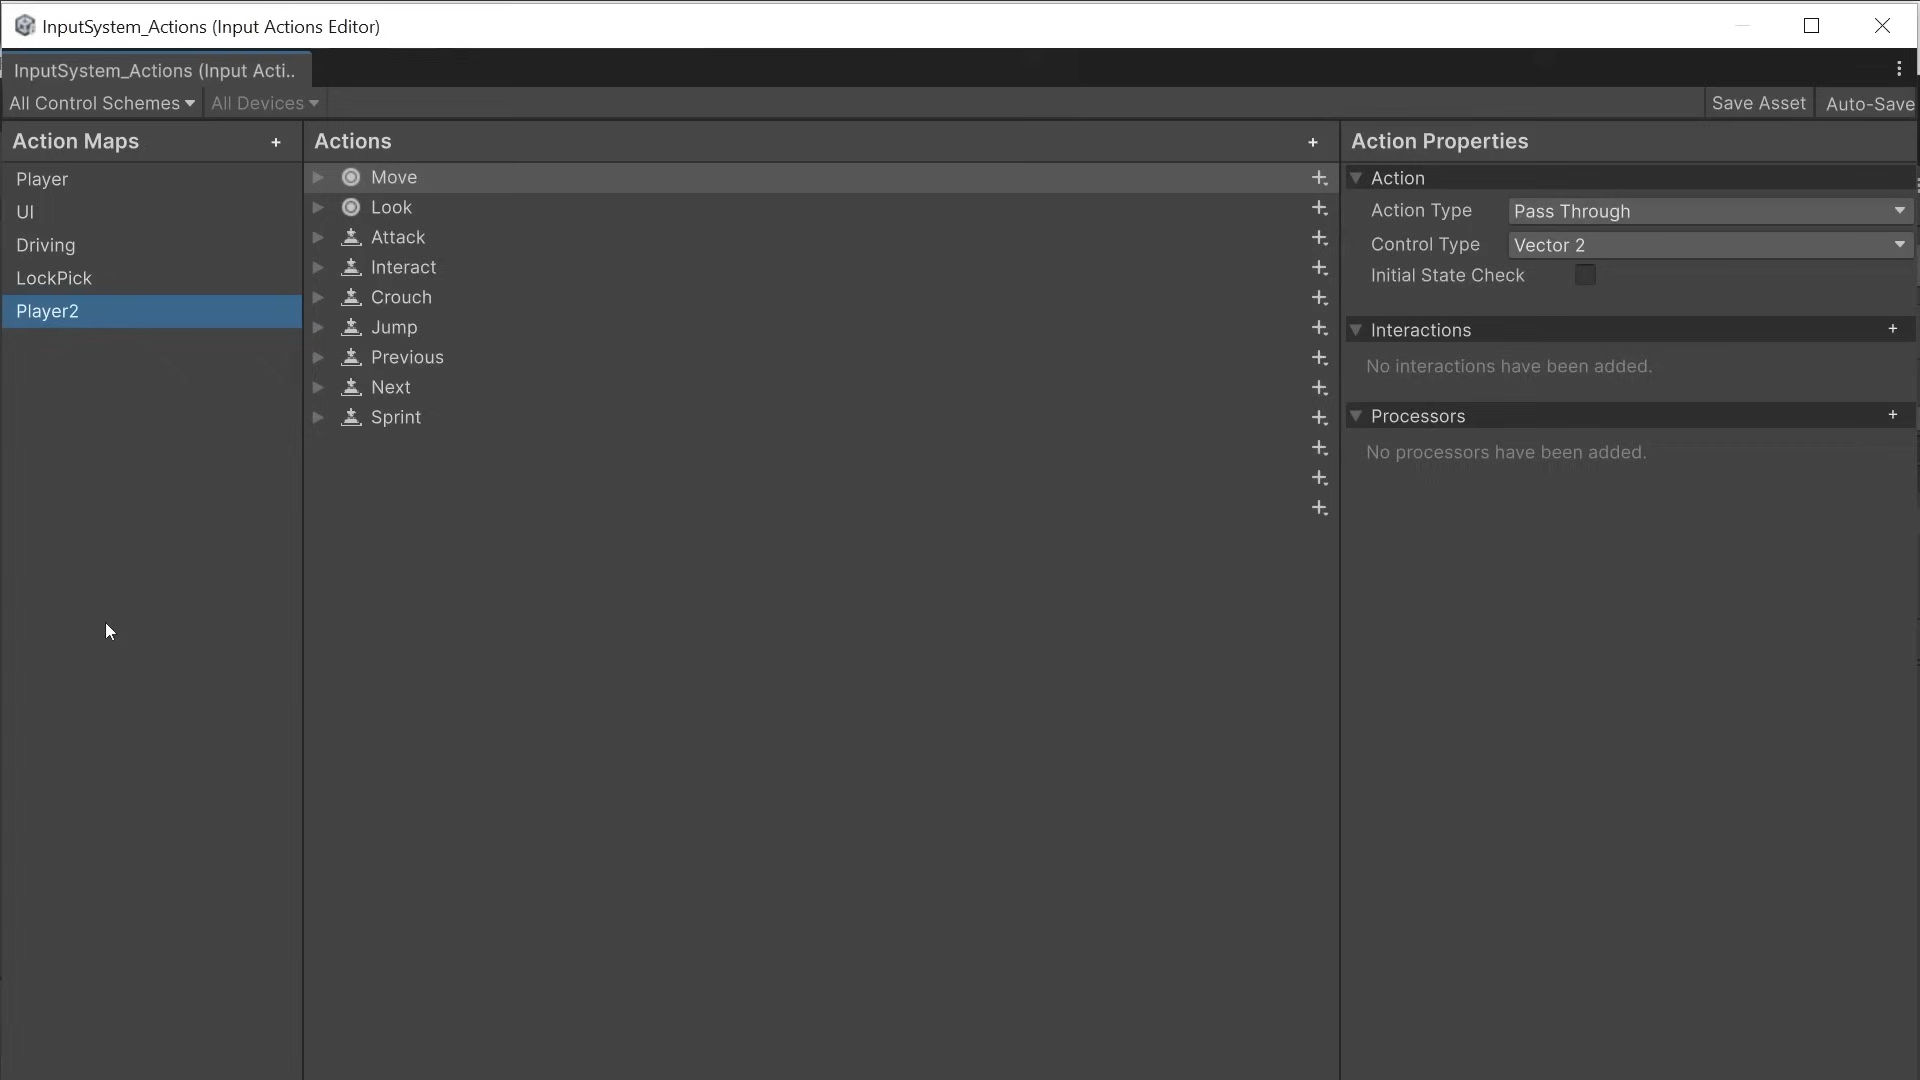 InputSystem_Actions (Input Actions Editor)
InputSystem_Actions (Input Acti..
All Control Schemes All Devices Save Asset Auto-Save
Action Maps + Actions + Action Properties
Player
UI
Driving
LockPick
Player2
Move
Look
Attack
Interact
Crouch
Jump
Previous
Next
Sprint
Action
Action Type Pass Through
Control Type Vector 2
Initial State Check
Interactions +
No interactions have been added.
Processors +
No processors have been added.